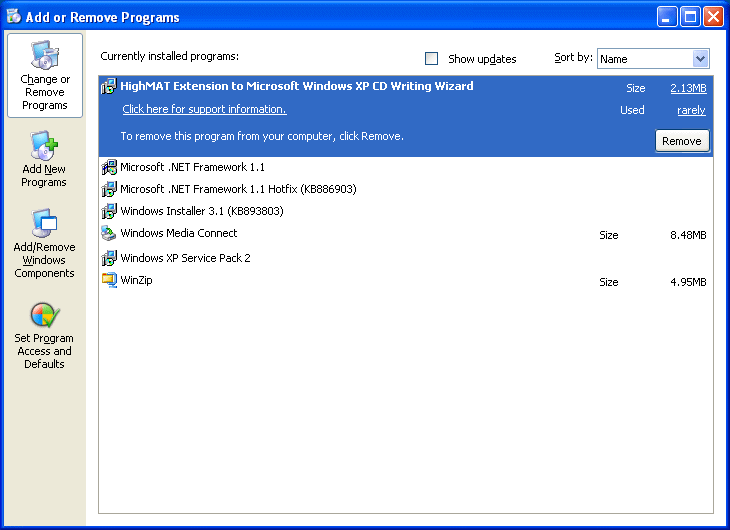 Add or Remove Programs
Change or
Remove
Programs
Add New
Programs
Add/Remove
Windows
Components
Set Program
Access and
Defaults
Currently installed programs:
Show updates
Sort by:
Name
HighMAT Extension to Microsoft Windows XP CD Writing Wizard
Size
2.13MB
Click here for support information.
Used
rarely
To remove this program from your computer, click Remove.
Remove
Microsoft .NET Framework 1.1
Microsoft .NET Framework 1.1 Hotfix (KB886903)
Windows Installer 3.1 (KB893803)
Windows Media Connect
Size
8.48MB
Windows XP Service Pack 2
WinZip
Size
4.95MB